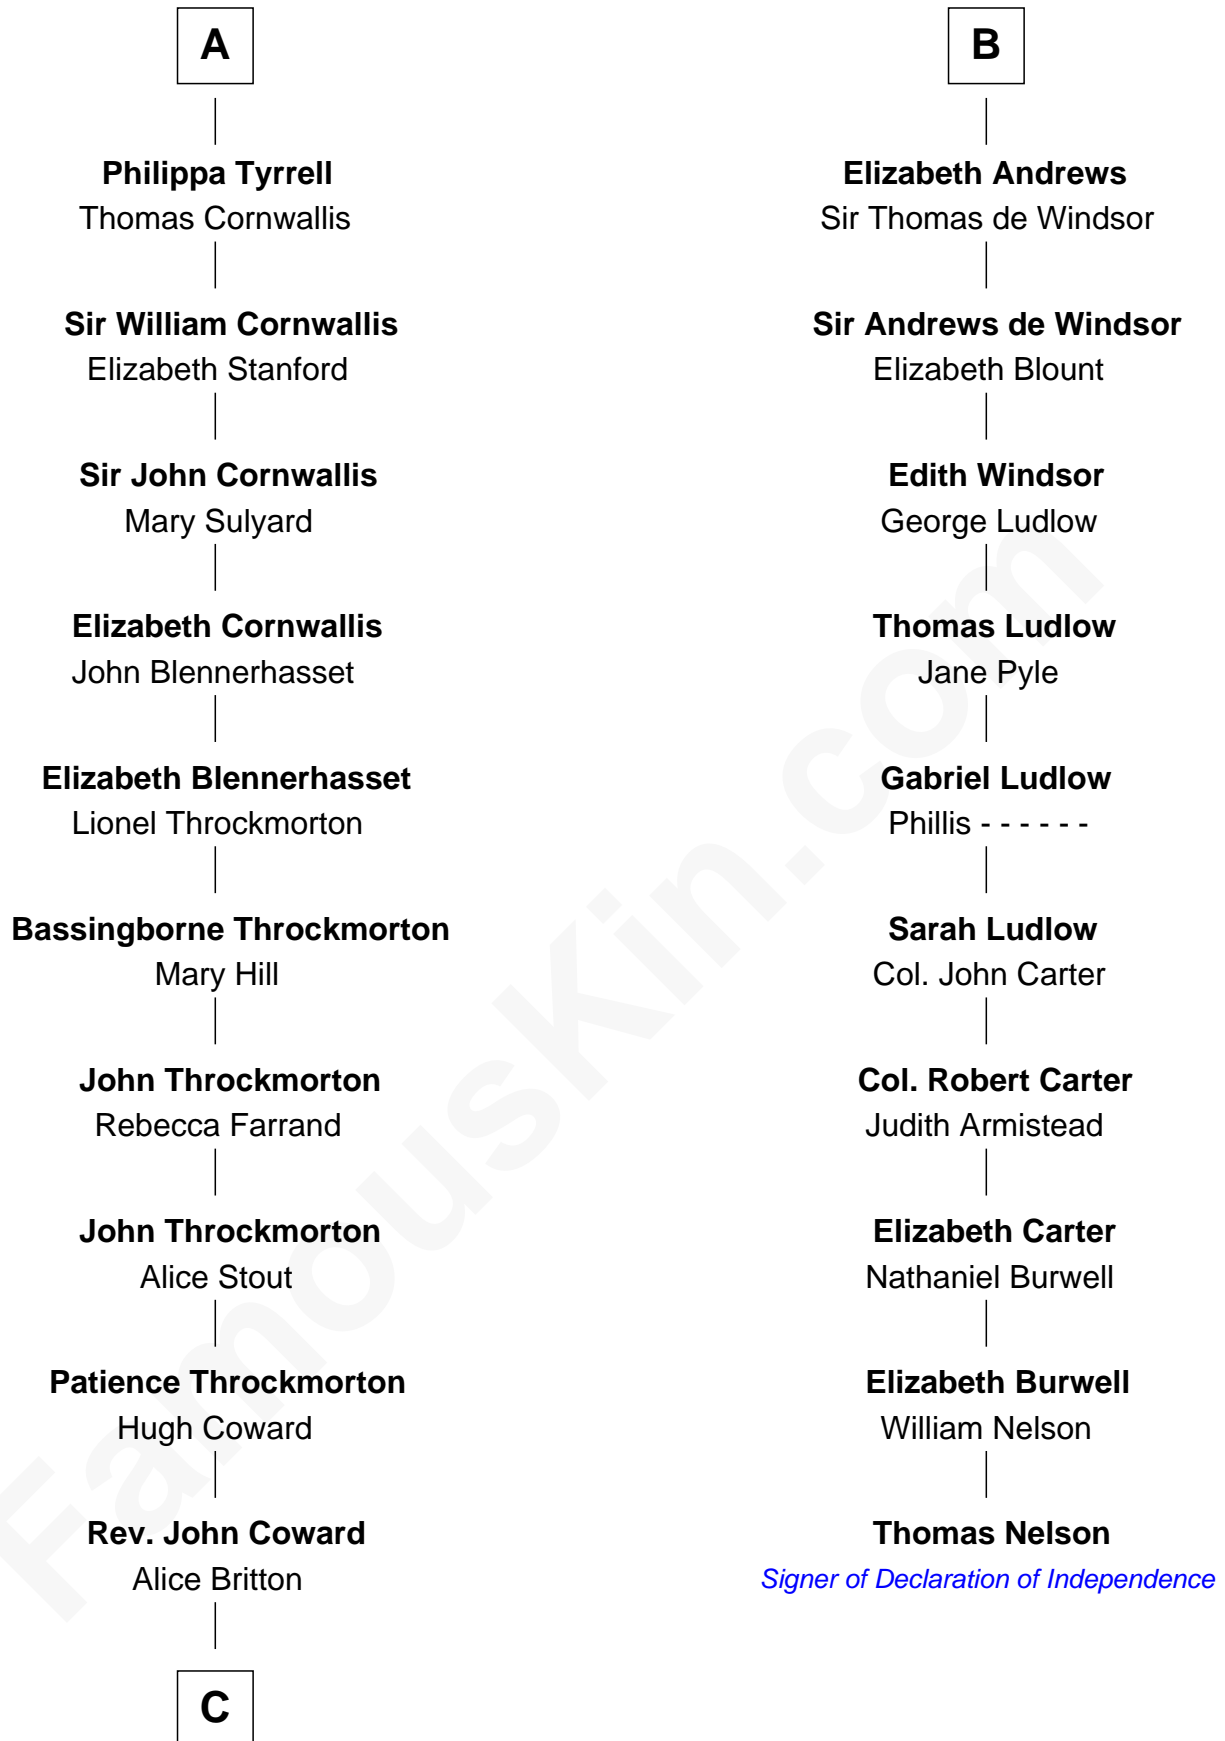 A
Philippa Tyrrell
Thomas Cornwallis
Sir William Cornwallis
Elizabeth Stanford
Sir John Cornwallis
Mary Sulyard
Elizabeth Cornwallis
John Blennerhasset
Elizabeth Blennerhasset
Lionel Throckmorton
Bassingborne Throckmorton
Mary Hill
John Throckmorton
Rebecca Farrand
John Throckmorton
Alice Stout
Patience Throckmorton
Hugh Coward
Rev. John Coward
Alice Britton
C
B
Elizabeth Andrews
Sir Thomas de Windsor
Sir Andrews de Windsor
Elizabeth Blount
Edith Windsor
George Ludlow
Thomas Ludlow
Jane Pyle
Gabriel Ludlow
Phillis - - - - - -
Sarah Ludlow
Col. John Carter
Col. Robert Carter
Judith Armistead
Elizabeth Carter
Nathaniel Burwell
Elizabeth Burwell
William Nelson
Thomas Nelson
Signer of Declaration of Independence
FamousKin.com